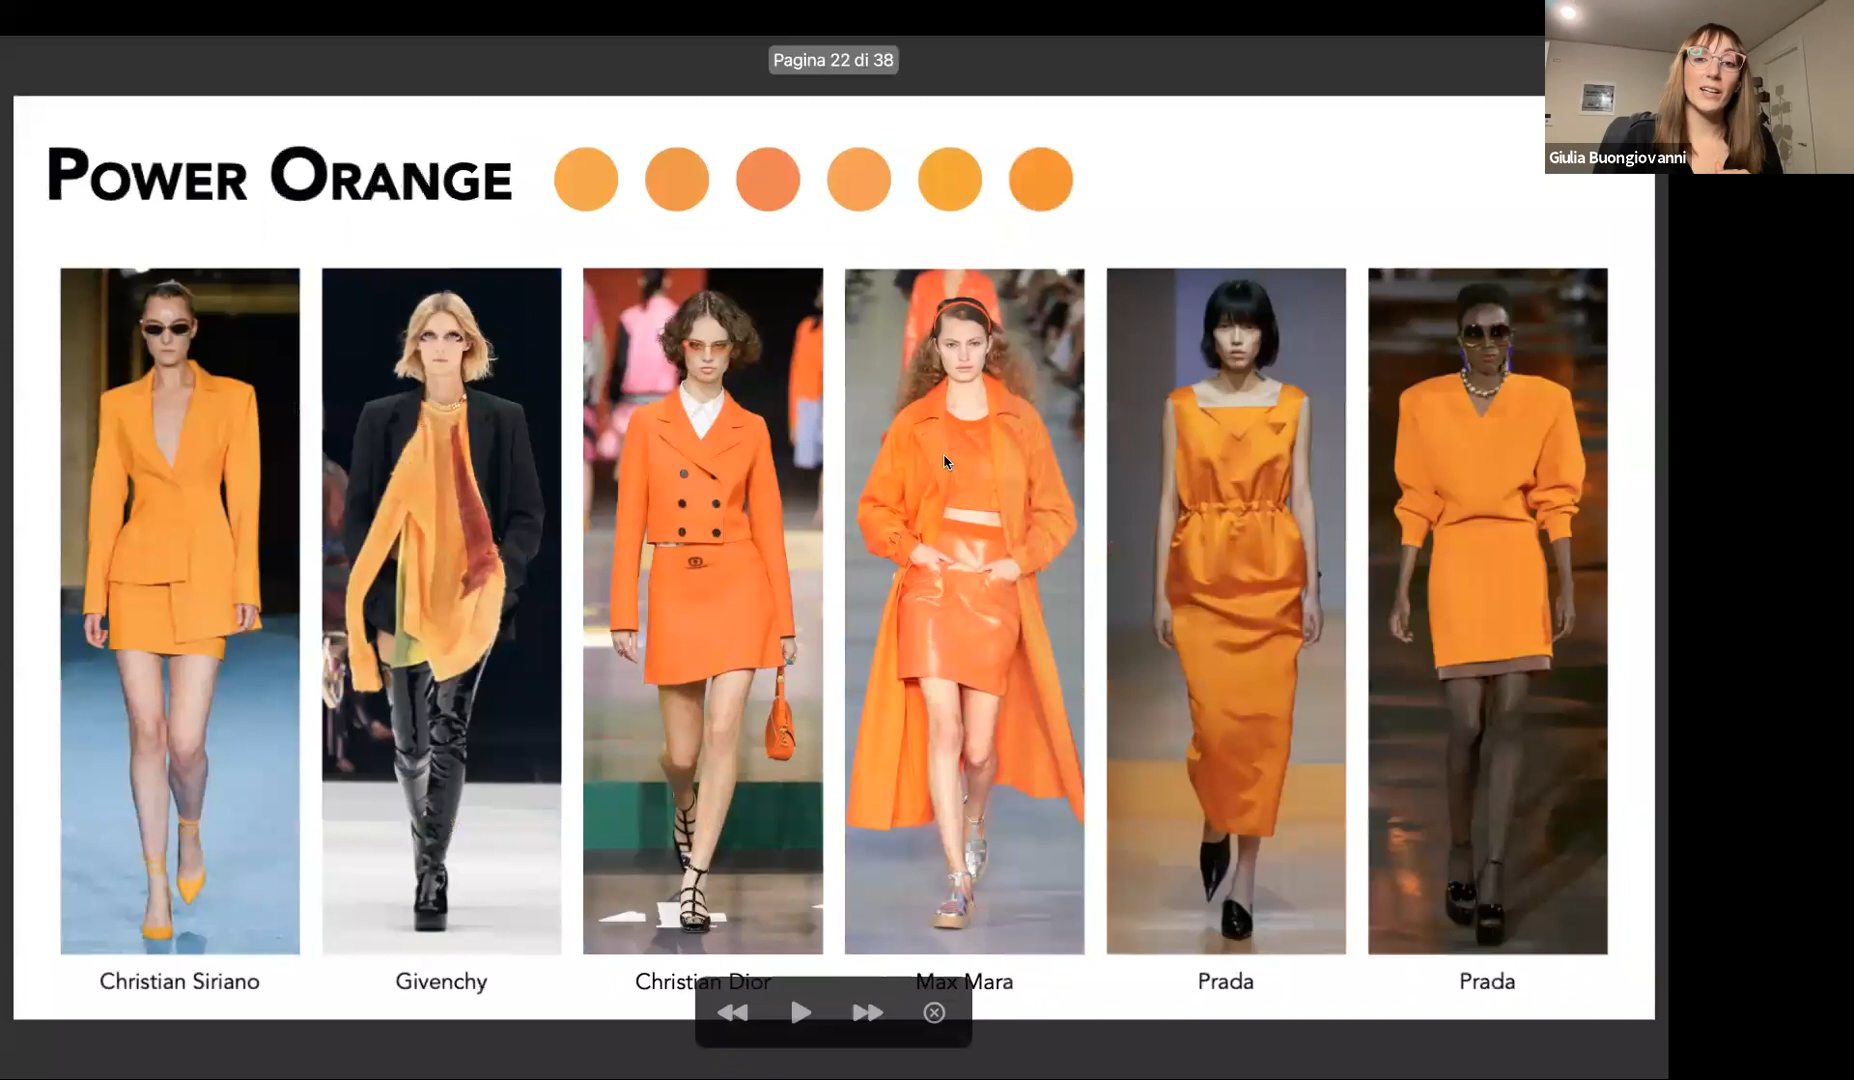 Pagina 22 di 38
Giulia Buongiovanni
POWER ORANGE
Christian Siriano
Givenchy
Christian Dior
Max Mara
Prada
Prada